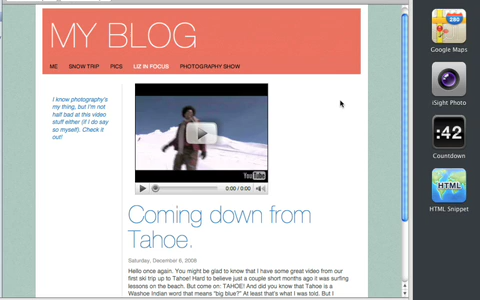 MY BLOG
ME SNOW TRIP PICS LIZ IN FOCUS PHOTOGRAPHY SHOW
I know photography's
my thing, but I'm not
half bad at this video
stuff either (if I do say
so myself). Check it
out!
YouTube
0:00 / 0:00
Coming down from
Tahoe.
Saturday, December 6, 2008
Hello once again. You might be glad to know that I have some great video from our
first ski trip up to Tahoe! Hard to believe just a couple short months ago it was surfing
lessons on the beach. But come on: TAHOE! And did you know that Tahoe is a
Washoe Indian word that means "big blue?" At least that's what I was told. But I
280
Google Maps
iSight Photo
:42
Countdown
HTML
HTML Snippet